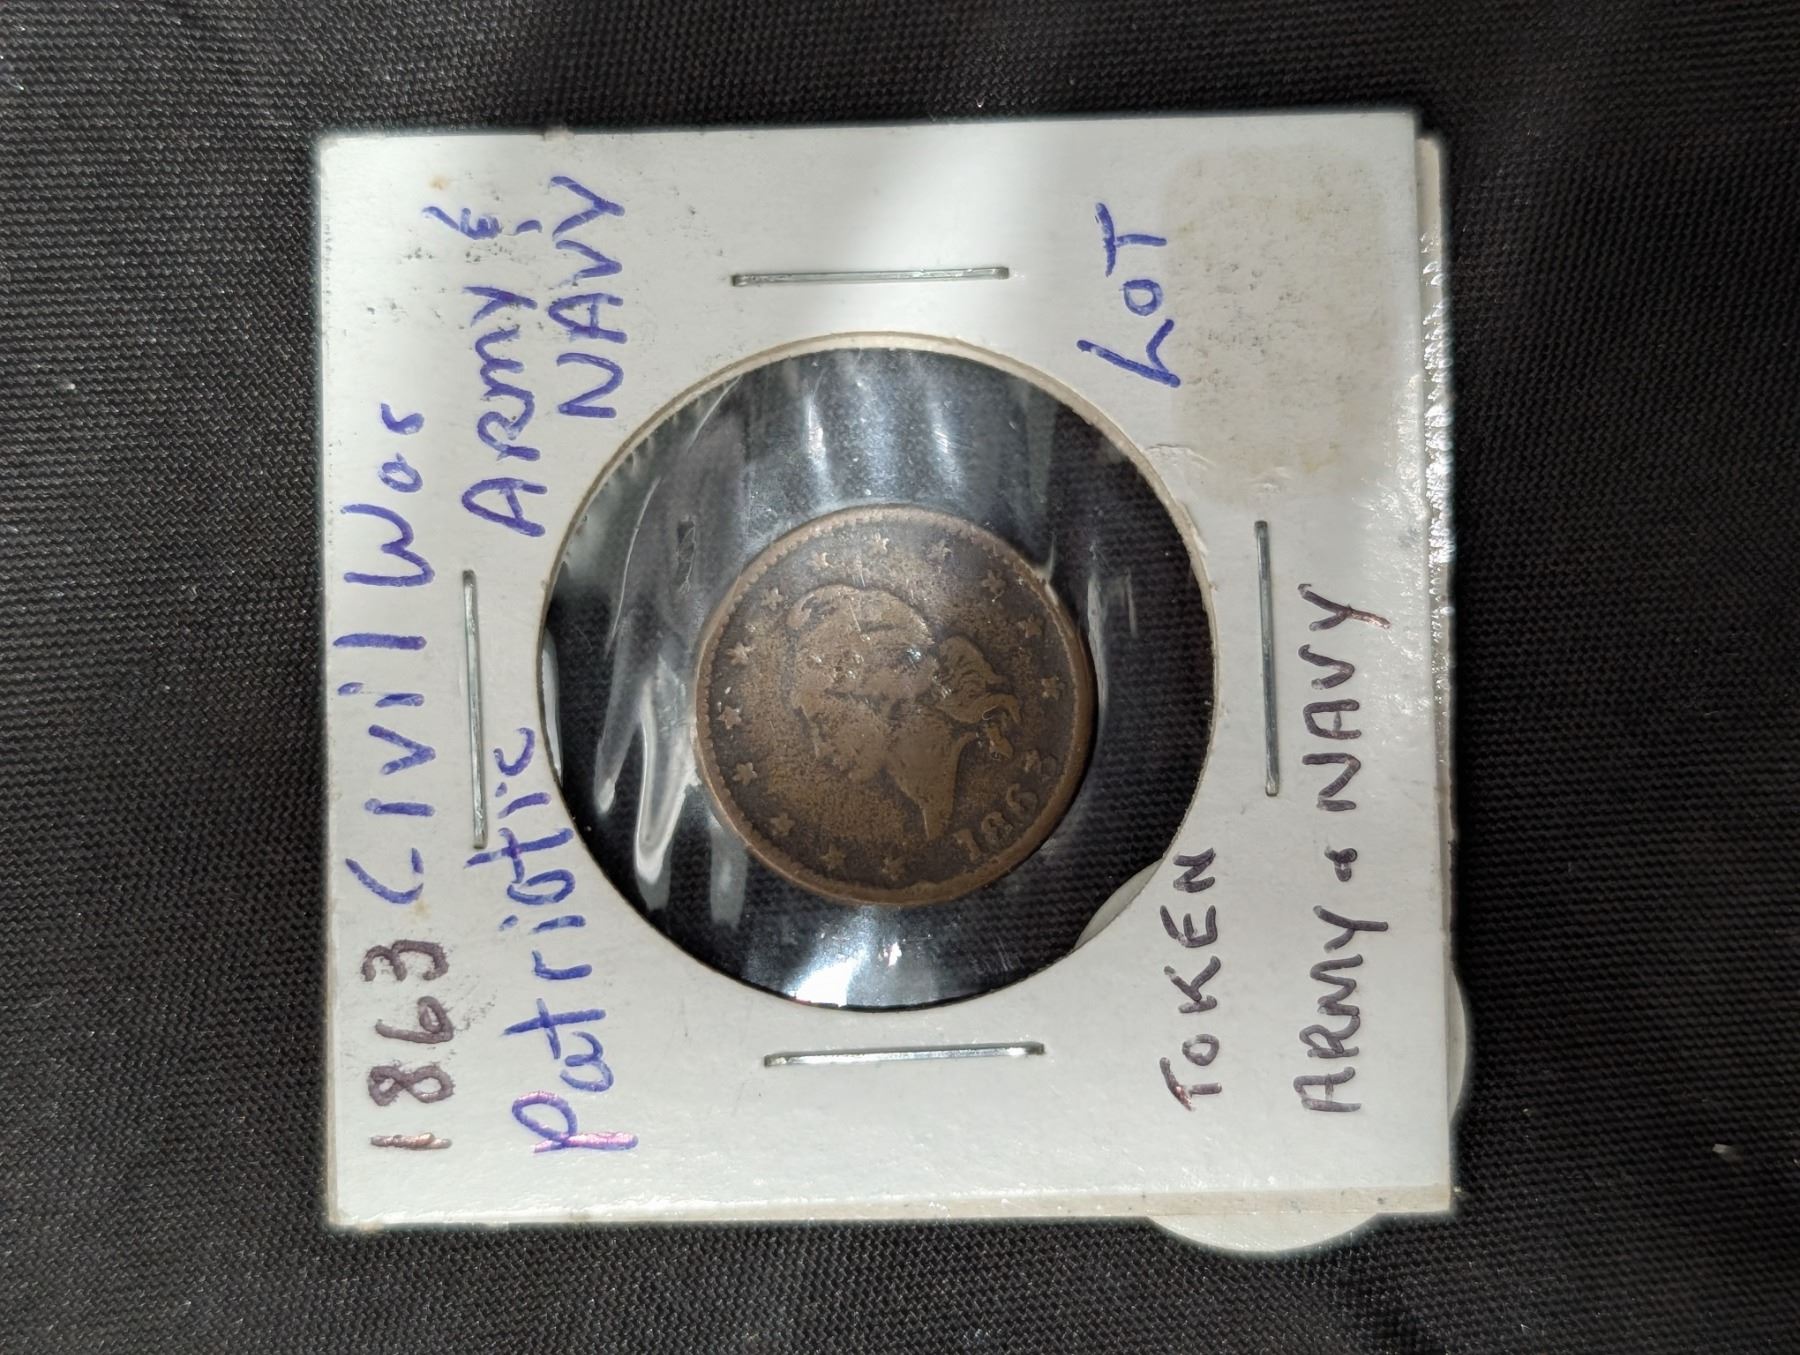 1863 Civil War
Patriotic ARMY &
NAVY
LOT
TOKEN
ARMY & NAVY
186